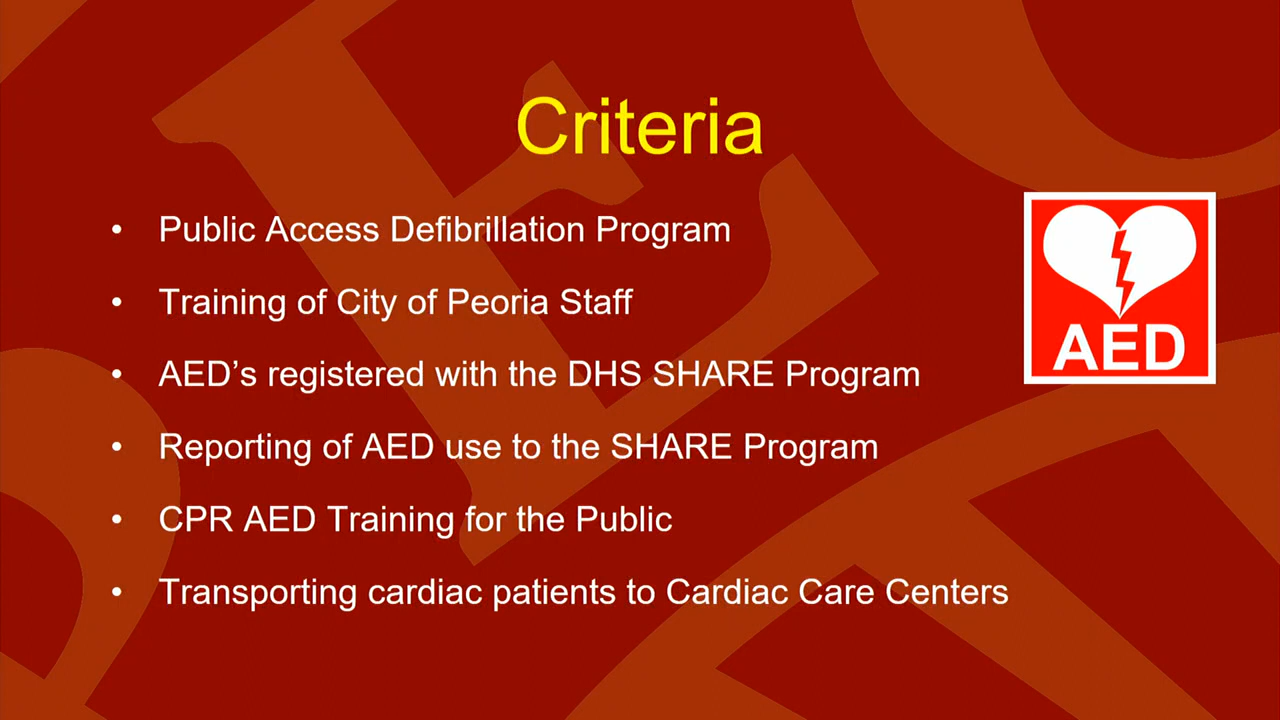 Criteria
• Public Access Defibrillation Program
• Training of City of Peoria Staff
• AED’s registered with the DHS SHARE Program
• Reporting of AED use to the SHARE Program
• CPR AED Training for the Public
• Transporting cardiac patients to Cardiac Care Centers
AED